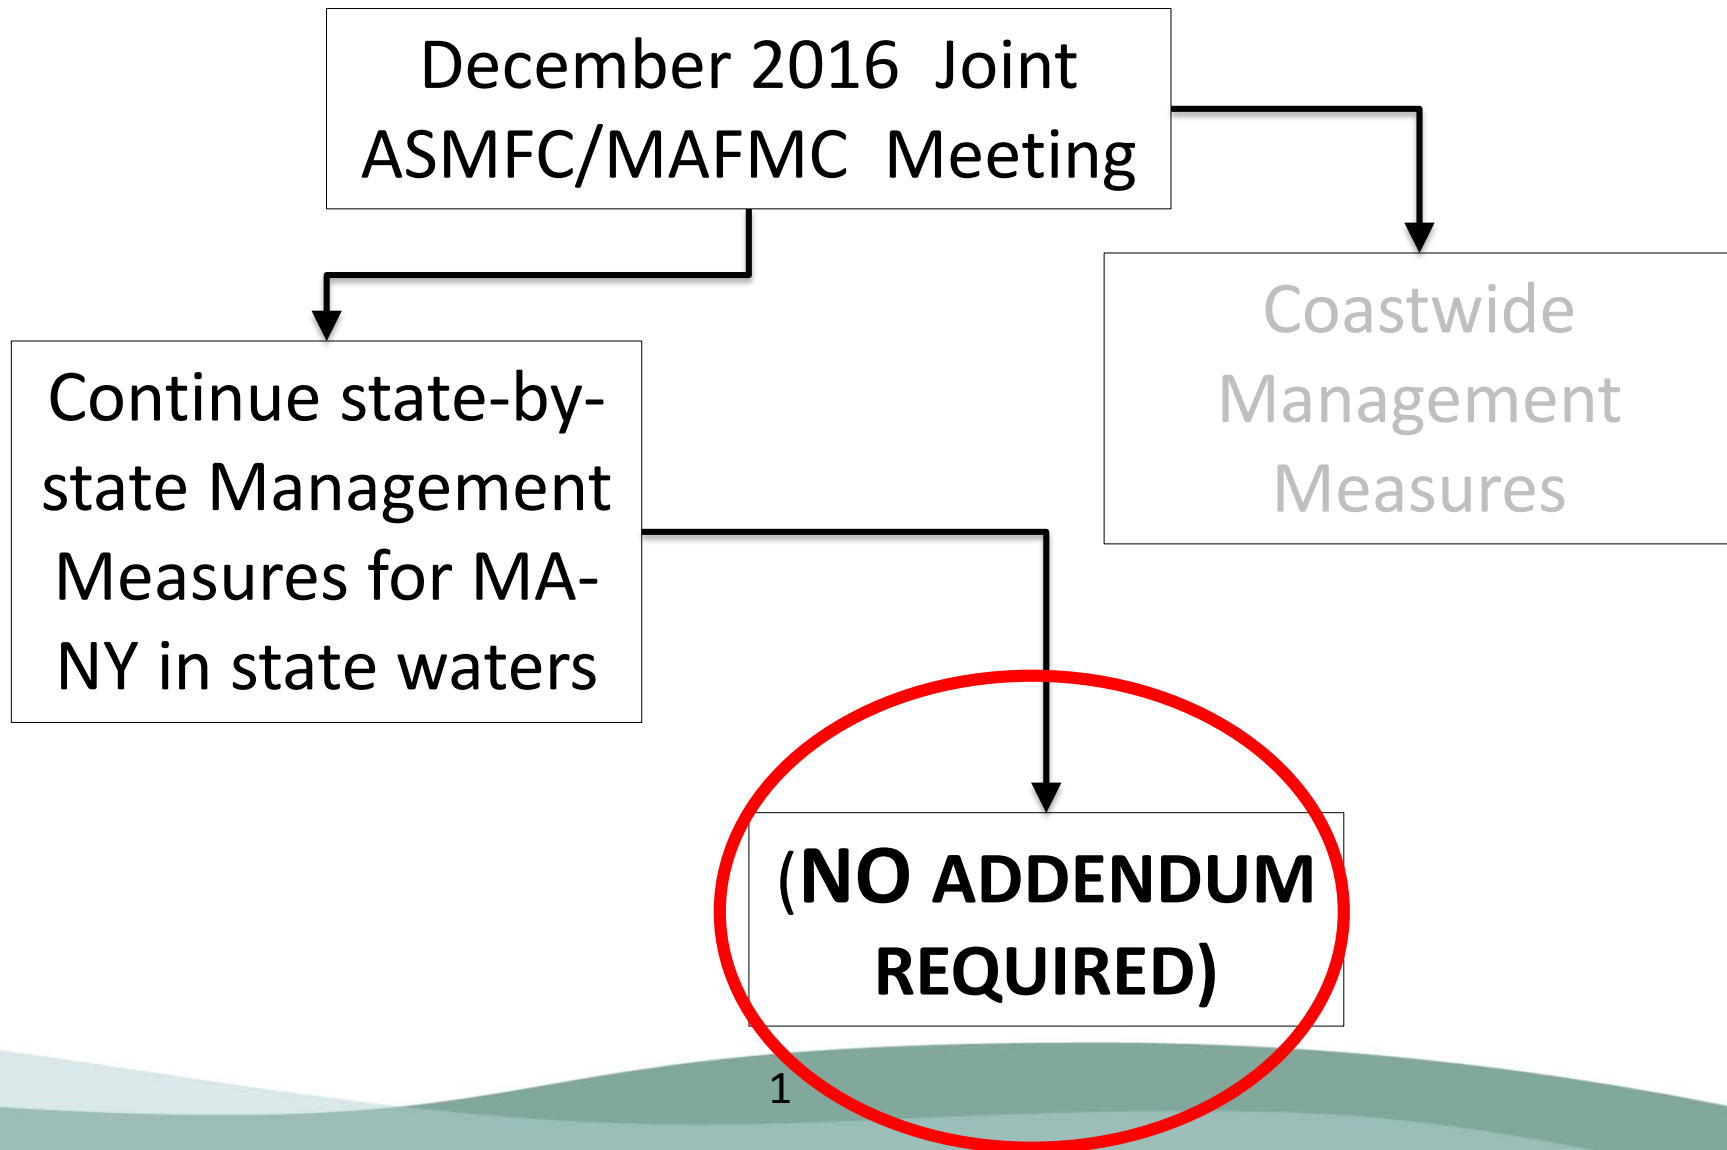 December 2016 Joint
ASMFC/MAFMC Meeting
Coastwide
Management
Measures
Continue state-by-
state Management
Measures for MA-
NY in state waters
(NO ADDENDUM
REQUIRED)
1